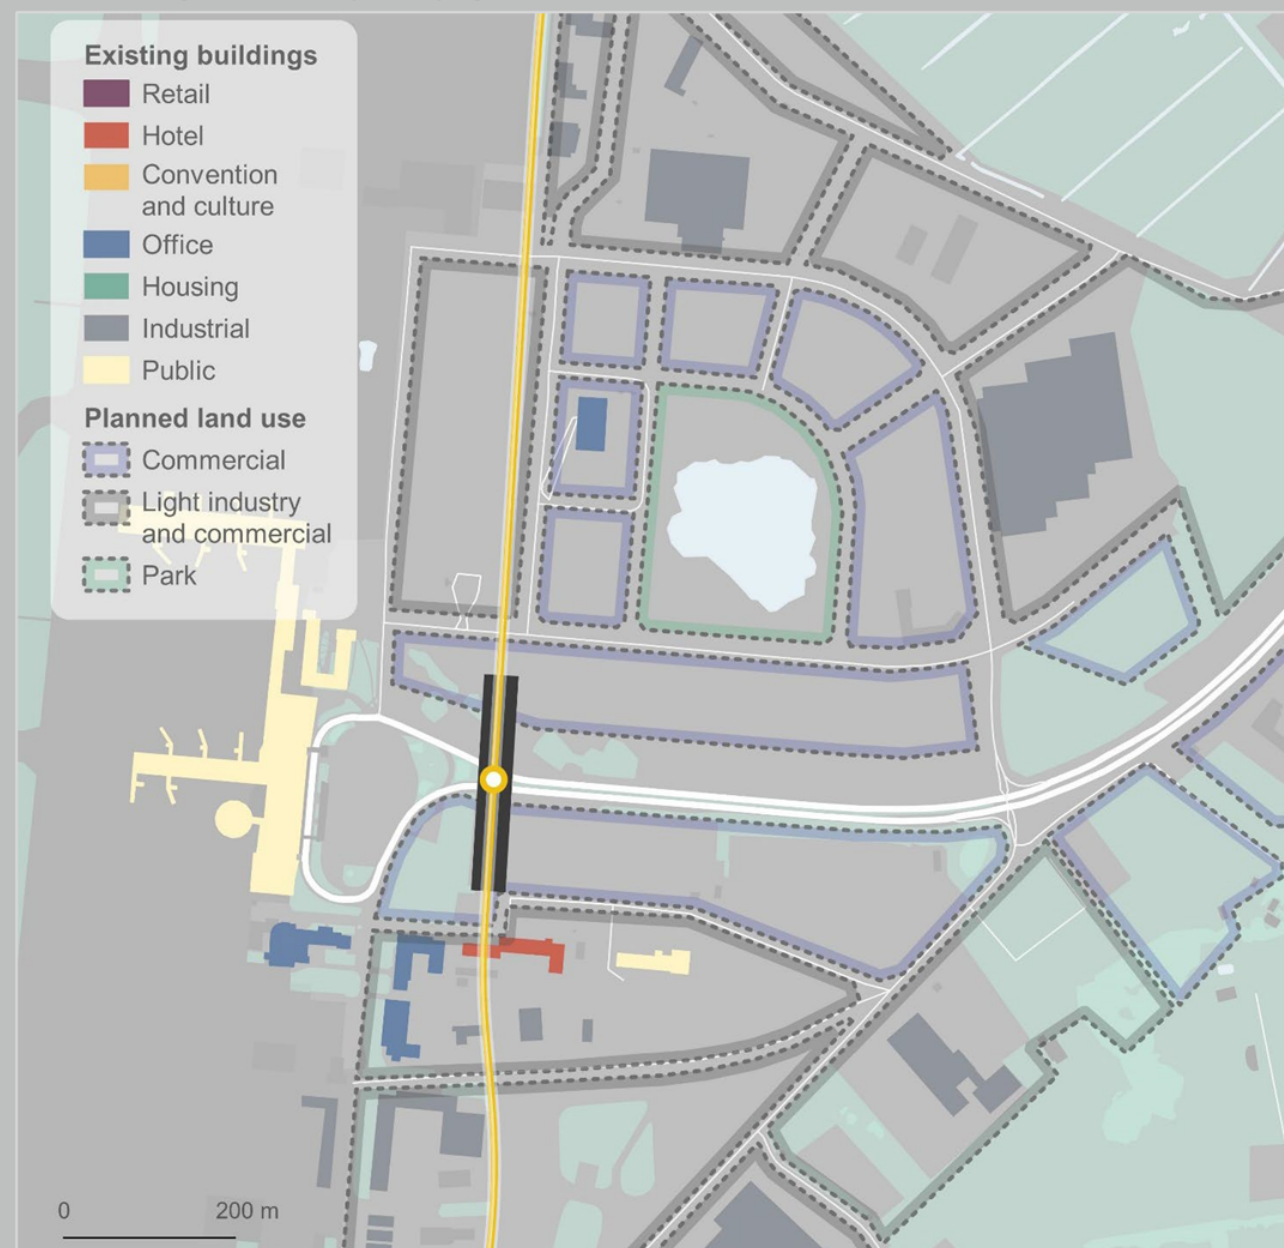 Existing buildings
Retail
Hotel
Convention
and culture
Office
Housing
Industrial
Public
Planned land use
Commercial
Light industry
and commercial
Park
0 200 m